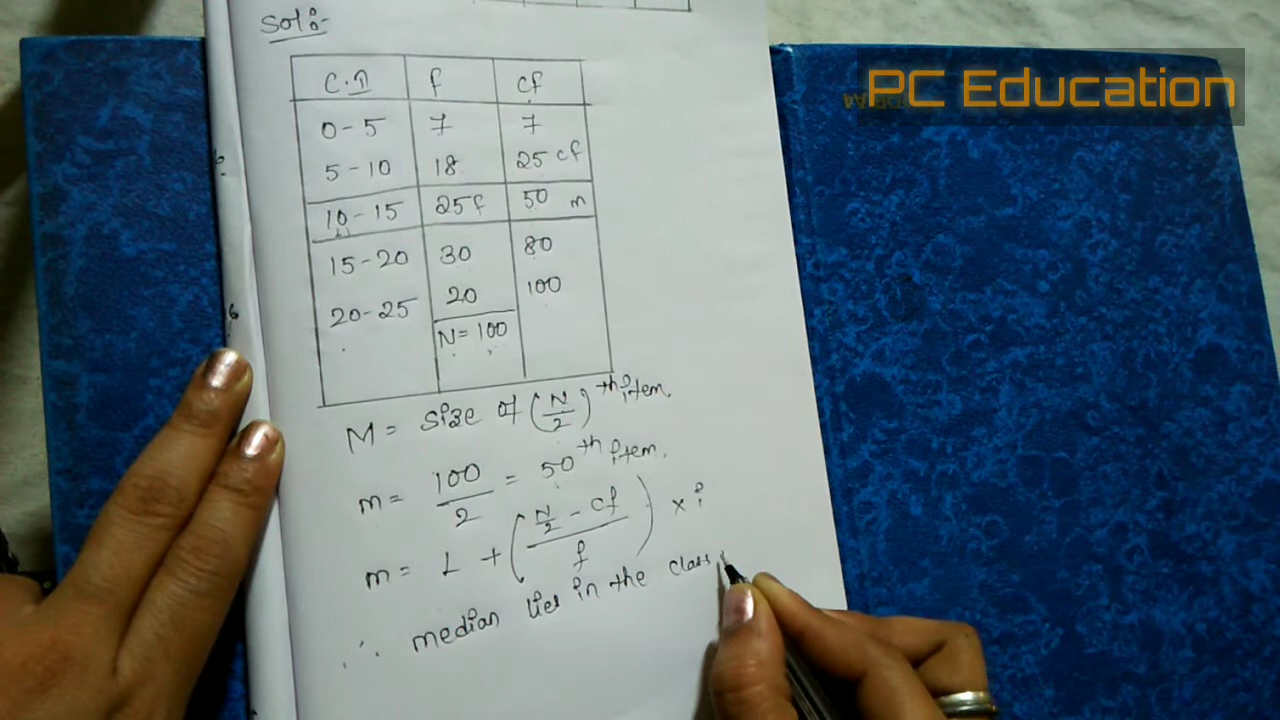 Sol:-
PC Education
C.I f cf
0-5 7 7
5-10 18 25 cf
10-15 25f 50 m
15-20 30 80
20-25 20 100
N= 100
M= Size of (N/2)th item.
m= 100/2 = 50th item.
m= L + (N/2 - cf / f) × i
∴ median lies in the class